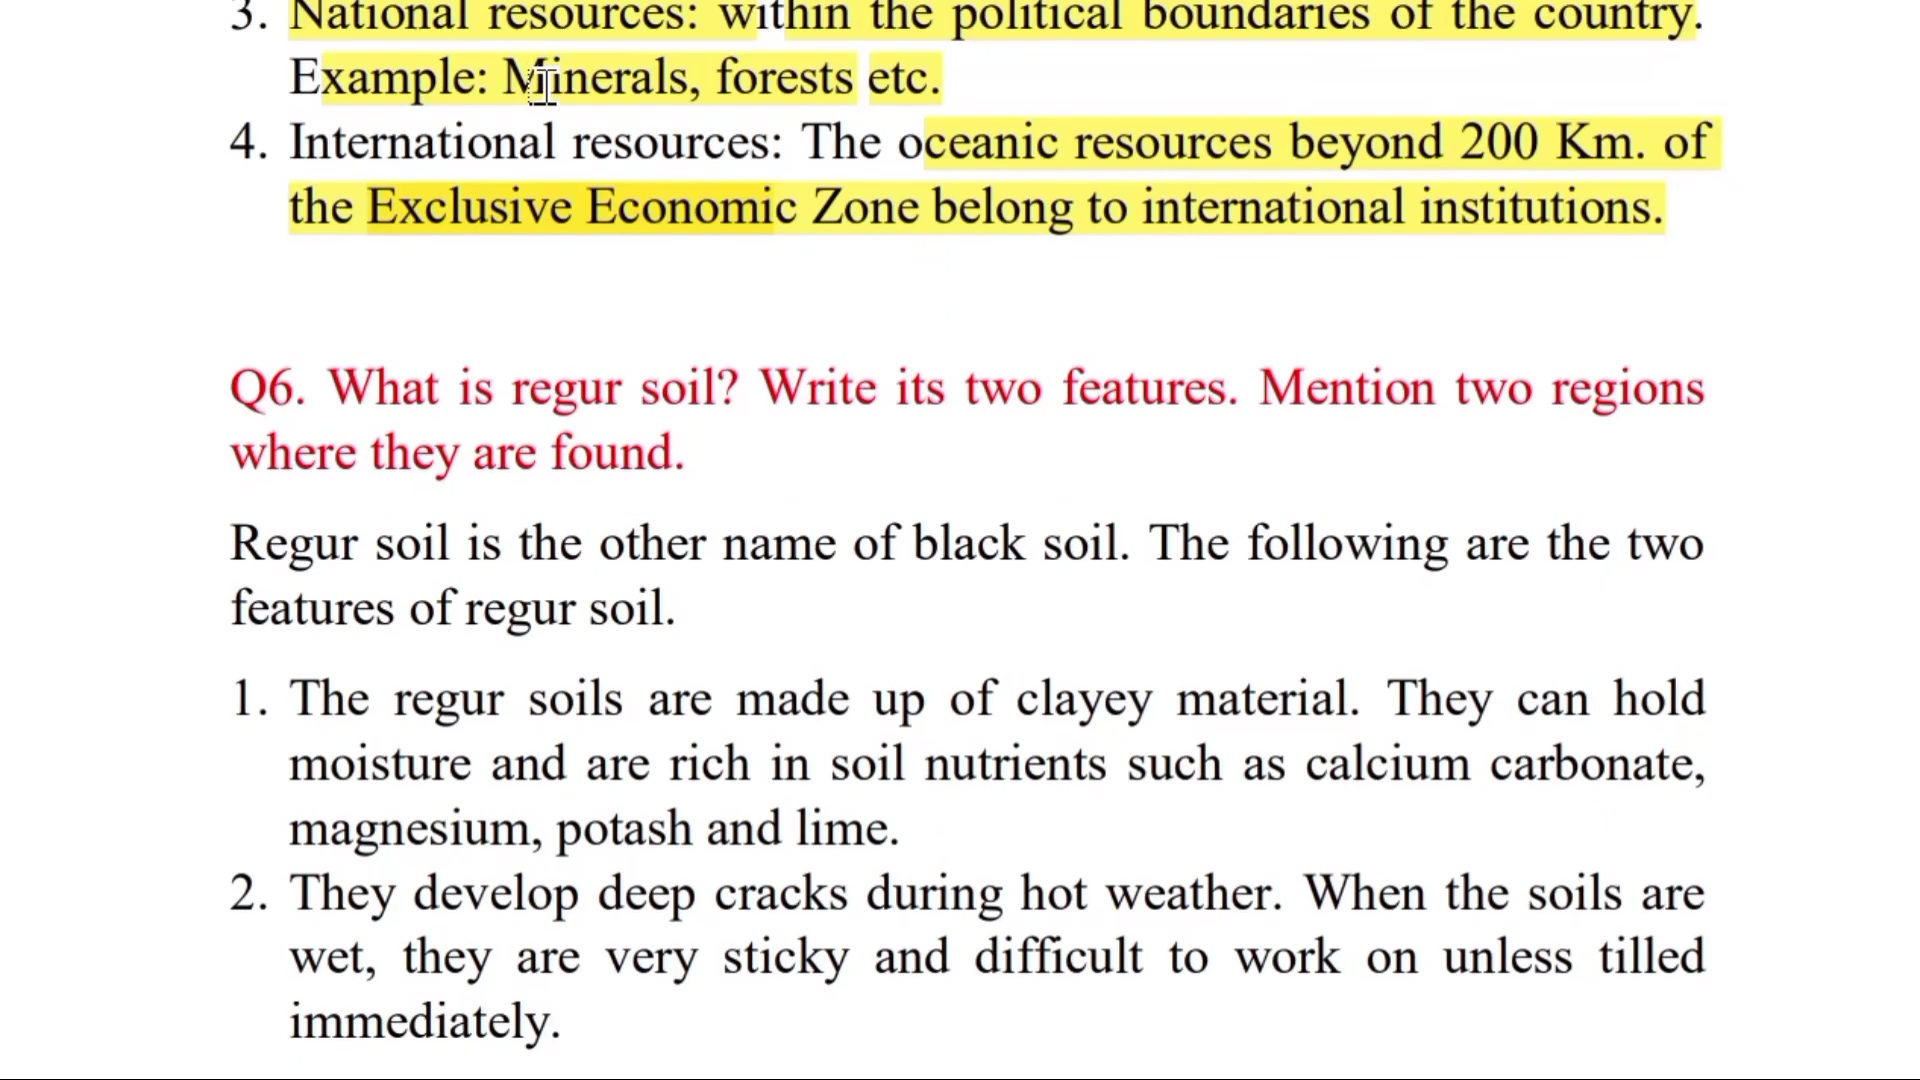 3. National resources: within the political boundaries of the country.
Example: Minerals, forests etc.
4. International resources: The oceanic resources beyond 200 Km. of
the Exclusive Economic Zone belong to international institutions.
Q6. What is regur soil? Write its two features. Mention two regions
where they are found.
Regur soil is the other name of black soil. The following are the two
features of regur soil.
1. The regur soils are made up of clayey material. They can hold
moisture and are rich in soil nutrients such as calcium carbonate,
magnesium, potash and lime.
2. They develop deep cracks during hot weather. When the soils are
wet, they are very sticky and difficult to work on unless tilled
immediately.